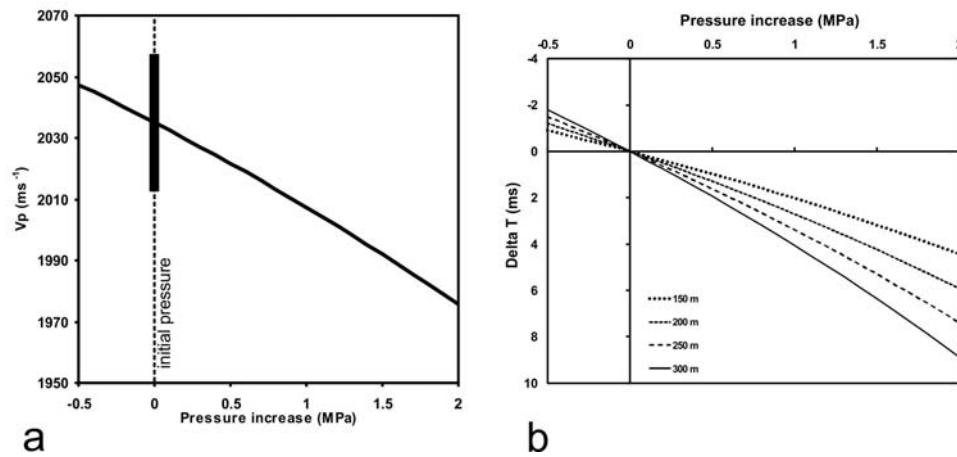 2070
2050
2030
2010
1990
1970
1950
Vp (ms⁻¹)
initial pressure
-0.5 0 0.5 1 1.5 2
Pressure increase (MPa)
a
Pressure increase (MPa)
-0.5 0 0.5 1 1.5 2
-4
-2
0
2
4
6
8
10
Delta T (ms)
150 m
200 m
250 m
300 m
b